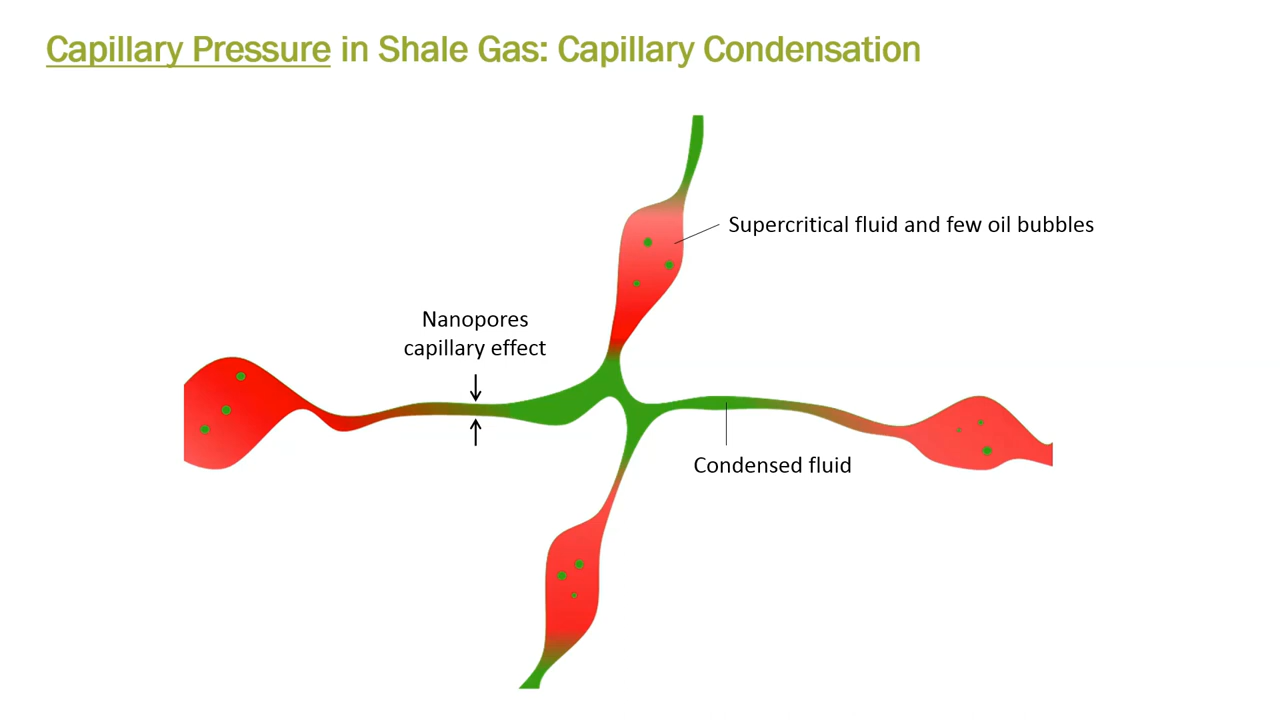 Capillary Pressure in Shale Gas: Capillary Condensation
Supercritical fluid and few oil bubbles
Nanopores
capillary effect
Condensed fluid